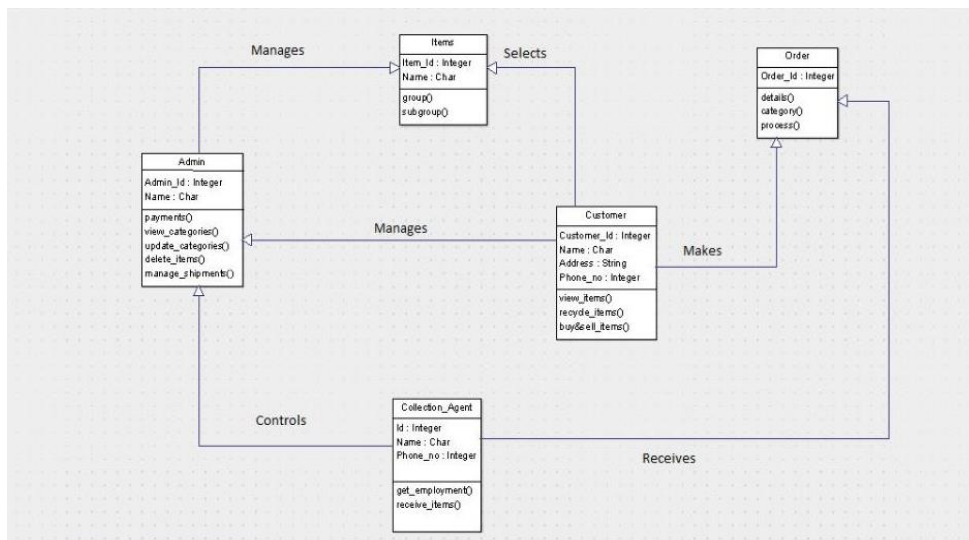 Manages
Items
Item_Id : Integer
Name : Char
group()
subgroup()
Selects
Order
Order_Id : Integer
details()
category()
process()
Admin
Admin_Id : Integer
Name : Char
payments()
view_categories()
update_categories()
delete_items()
manage_shipments()
Manages
Customer
Customer_Id : Integer
Name : Char
Address : String
Phone_no : Integer
view_items()
recycle_items()
buy&sell_items()
Makes
Controls
Collection_Agent
Id : Integer
Name : Char
Phone_no : Integer
get_employment()
receive_items()
Receives